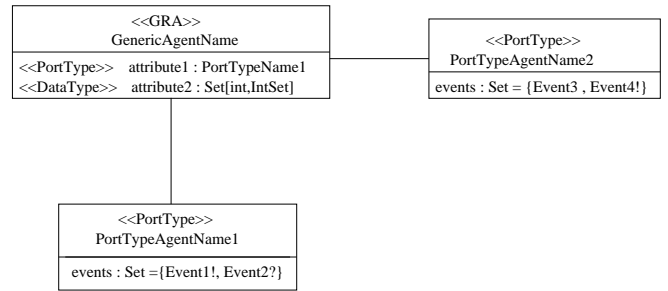 <<GRA>>
GenericAgentName
<<PortType>> attribute1 : PortTypeName1
<<DataType>> attribute2 : Set[int,IntSet]
<<PortType>>
PortTypeAgentName2
events : Set = {Event3 , Event4!}
<<PortType>>
PortTypeAgentName1
events : Set ={Event1!, Event2?}